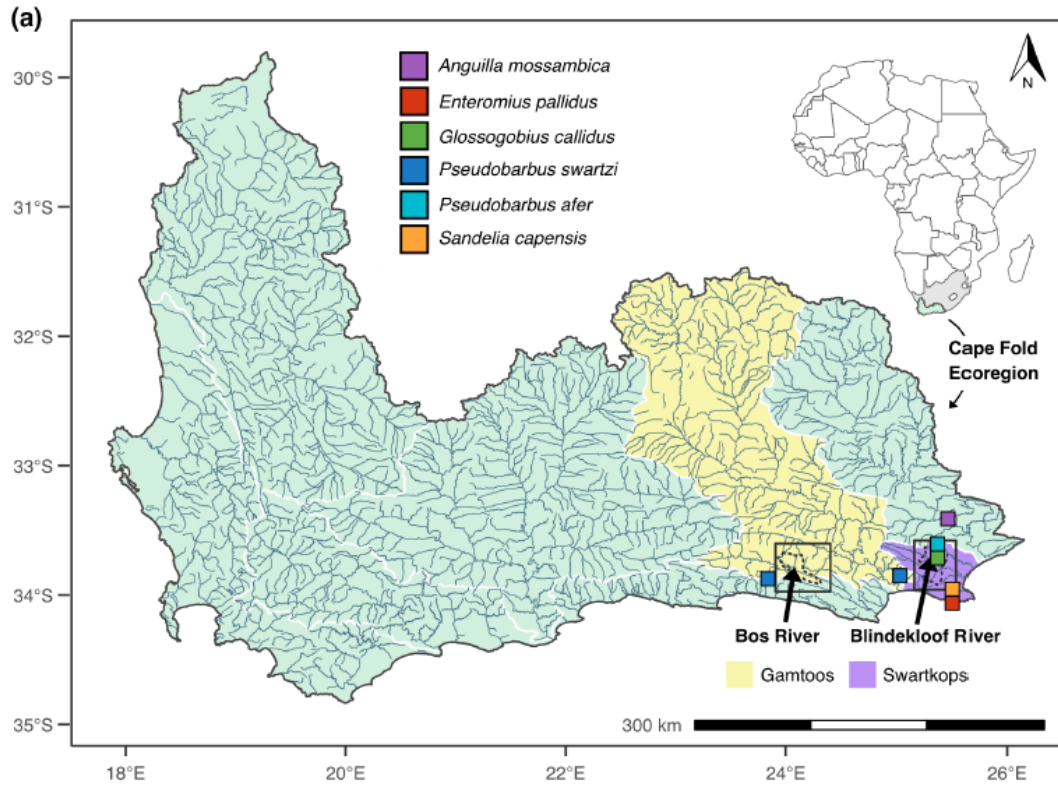 (a)
30°S
31°S
32°S
33°S
34°S
35°S
Anguilla mossambica
Enteromius pallidus
Glossogobius callidus
Pseudobarbus swartzi
Pseudobarbus afer
Sandelia capensis
N
Cape Fold
Ecoregion
Bos River
Blindekloof River
Gamtoos
Swartkops
300 km
18°E
20°E
22°E
24°E
26°E